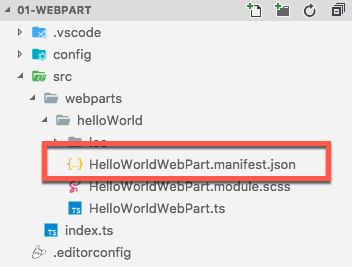 01-WEBPART
.vscode
config
src
webparts
helloWorld
HelloWorldWebPart.manifest.json
HelloWorldWebPart.module.scss
HelloWorldWebPart.ts
index.ts
.editorconfig